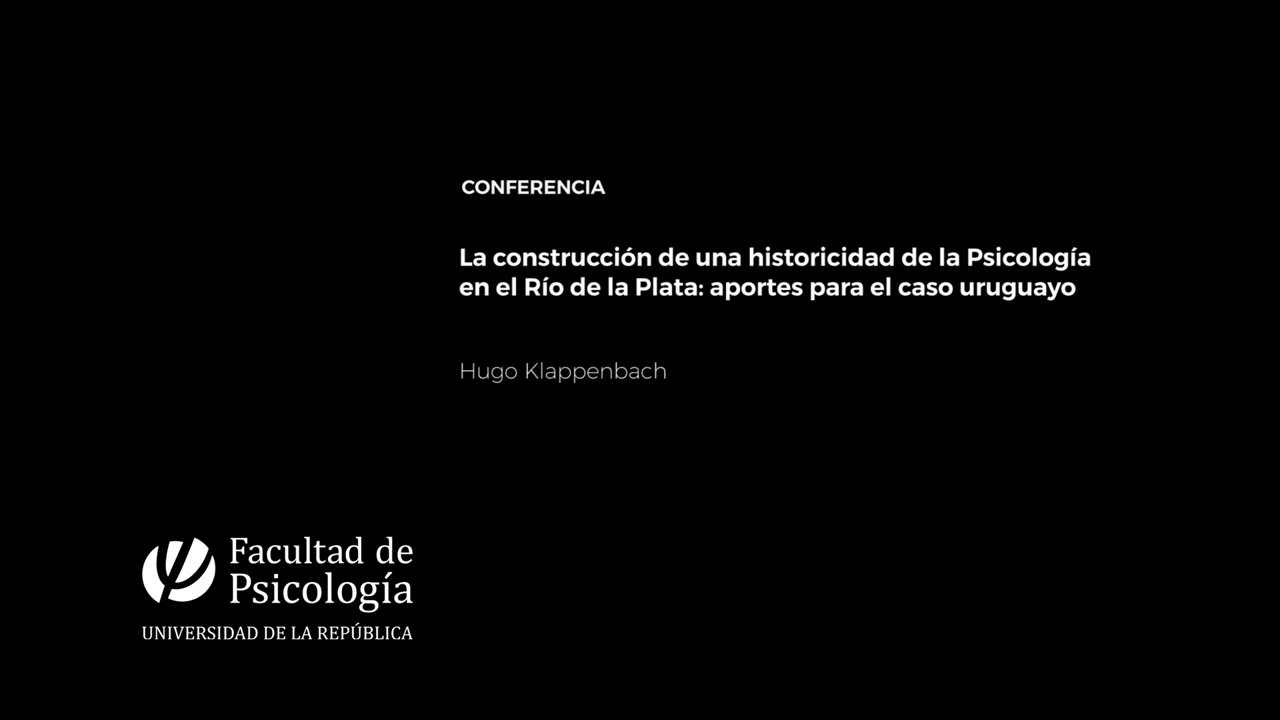 CONFERENCIA
La construcción de una historicidad de la Psicología
en el Río de la Plata: aportes para el caso uruguayo
Hugo Klappenbach
Facultad de
Psicología
UNIVERSIDAD DE LA REPÚBLICA